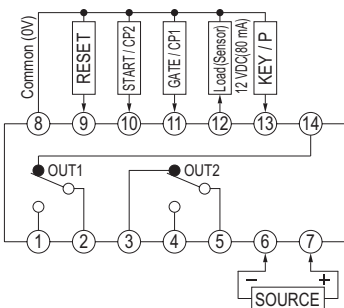 Common (0V)
RESET
START / CP2
GATE / CP1
Load(Sensor)
12 VDC(80 mA)
KEY / P
8 9 10 11 12 13 14
OUT1 OUT2
1 2 3 4 5 6 7
− +
SOURCE